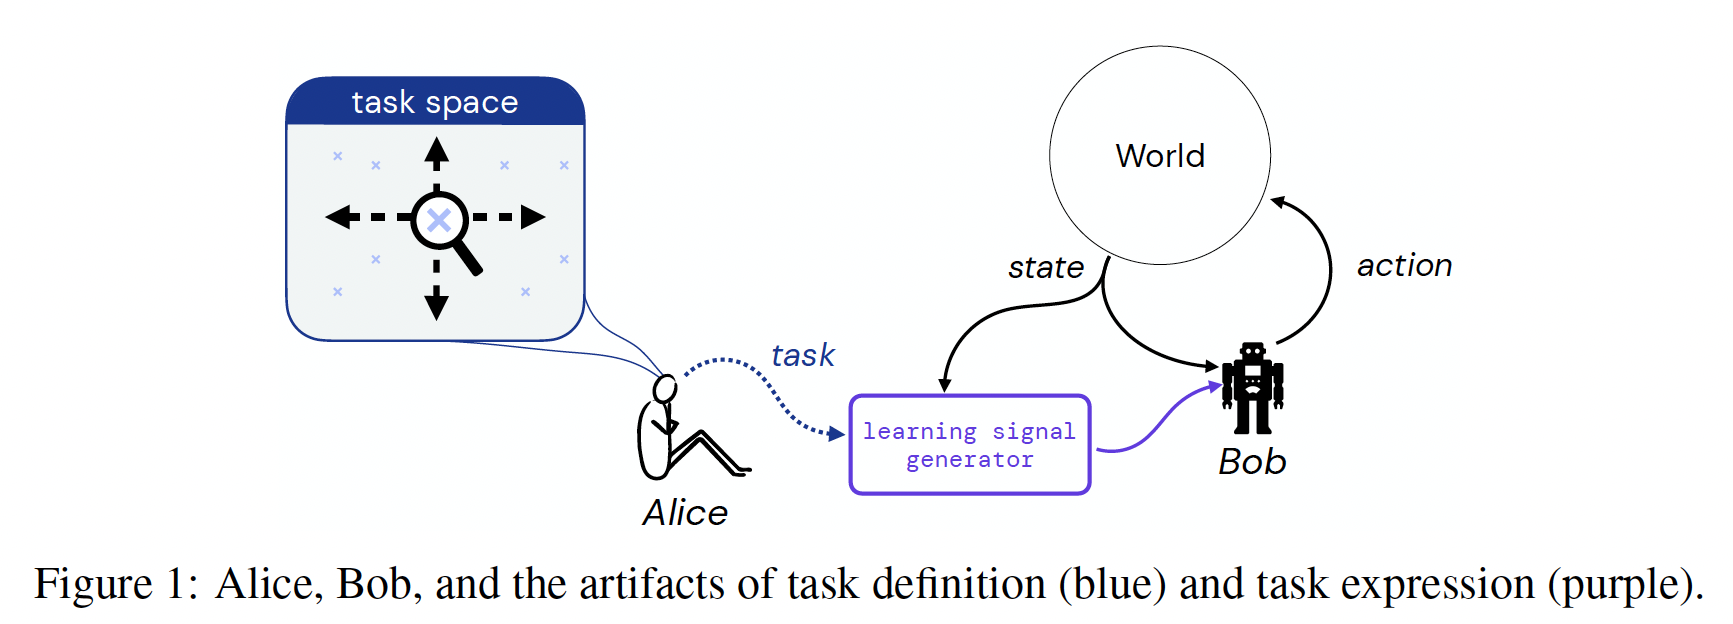 task space
World
state
action
task
learning signal
generator
Bob
Alice
Figure 1: Alice, Bob, and the artifacts of task definition (blue) and task expression (purple).